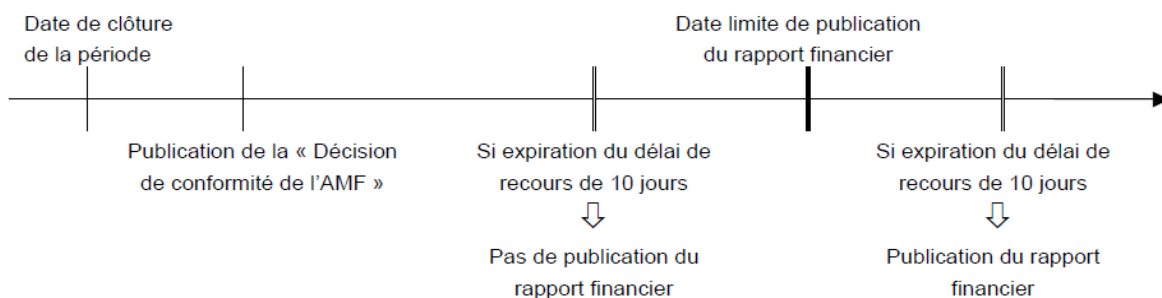 Date de clôture
de la période
Date limite de publication
du rapport financier
Publication de la « Décision
de conformité de l'AMF »
Si expiration du délai de
recours de 10 jours
Pas de publication du
rapport financier
Si expiration du délai de
recours de 10 jours
Publication du rapport
financier